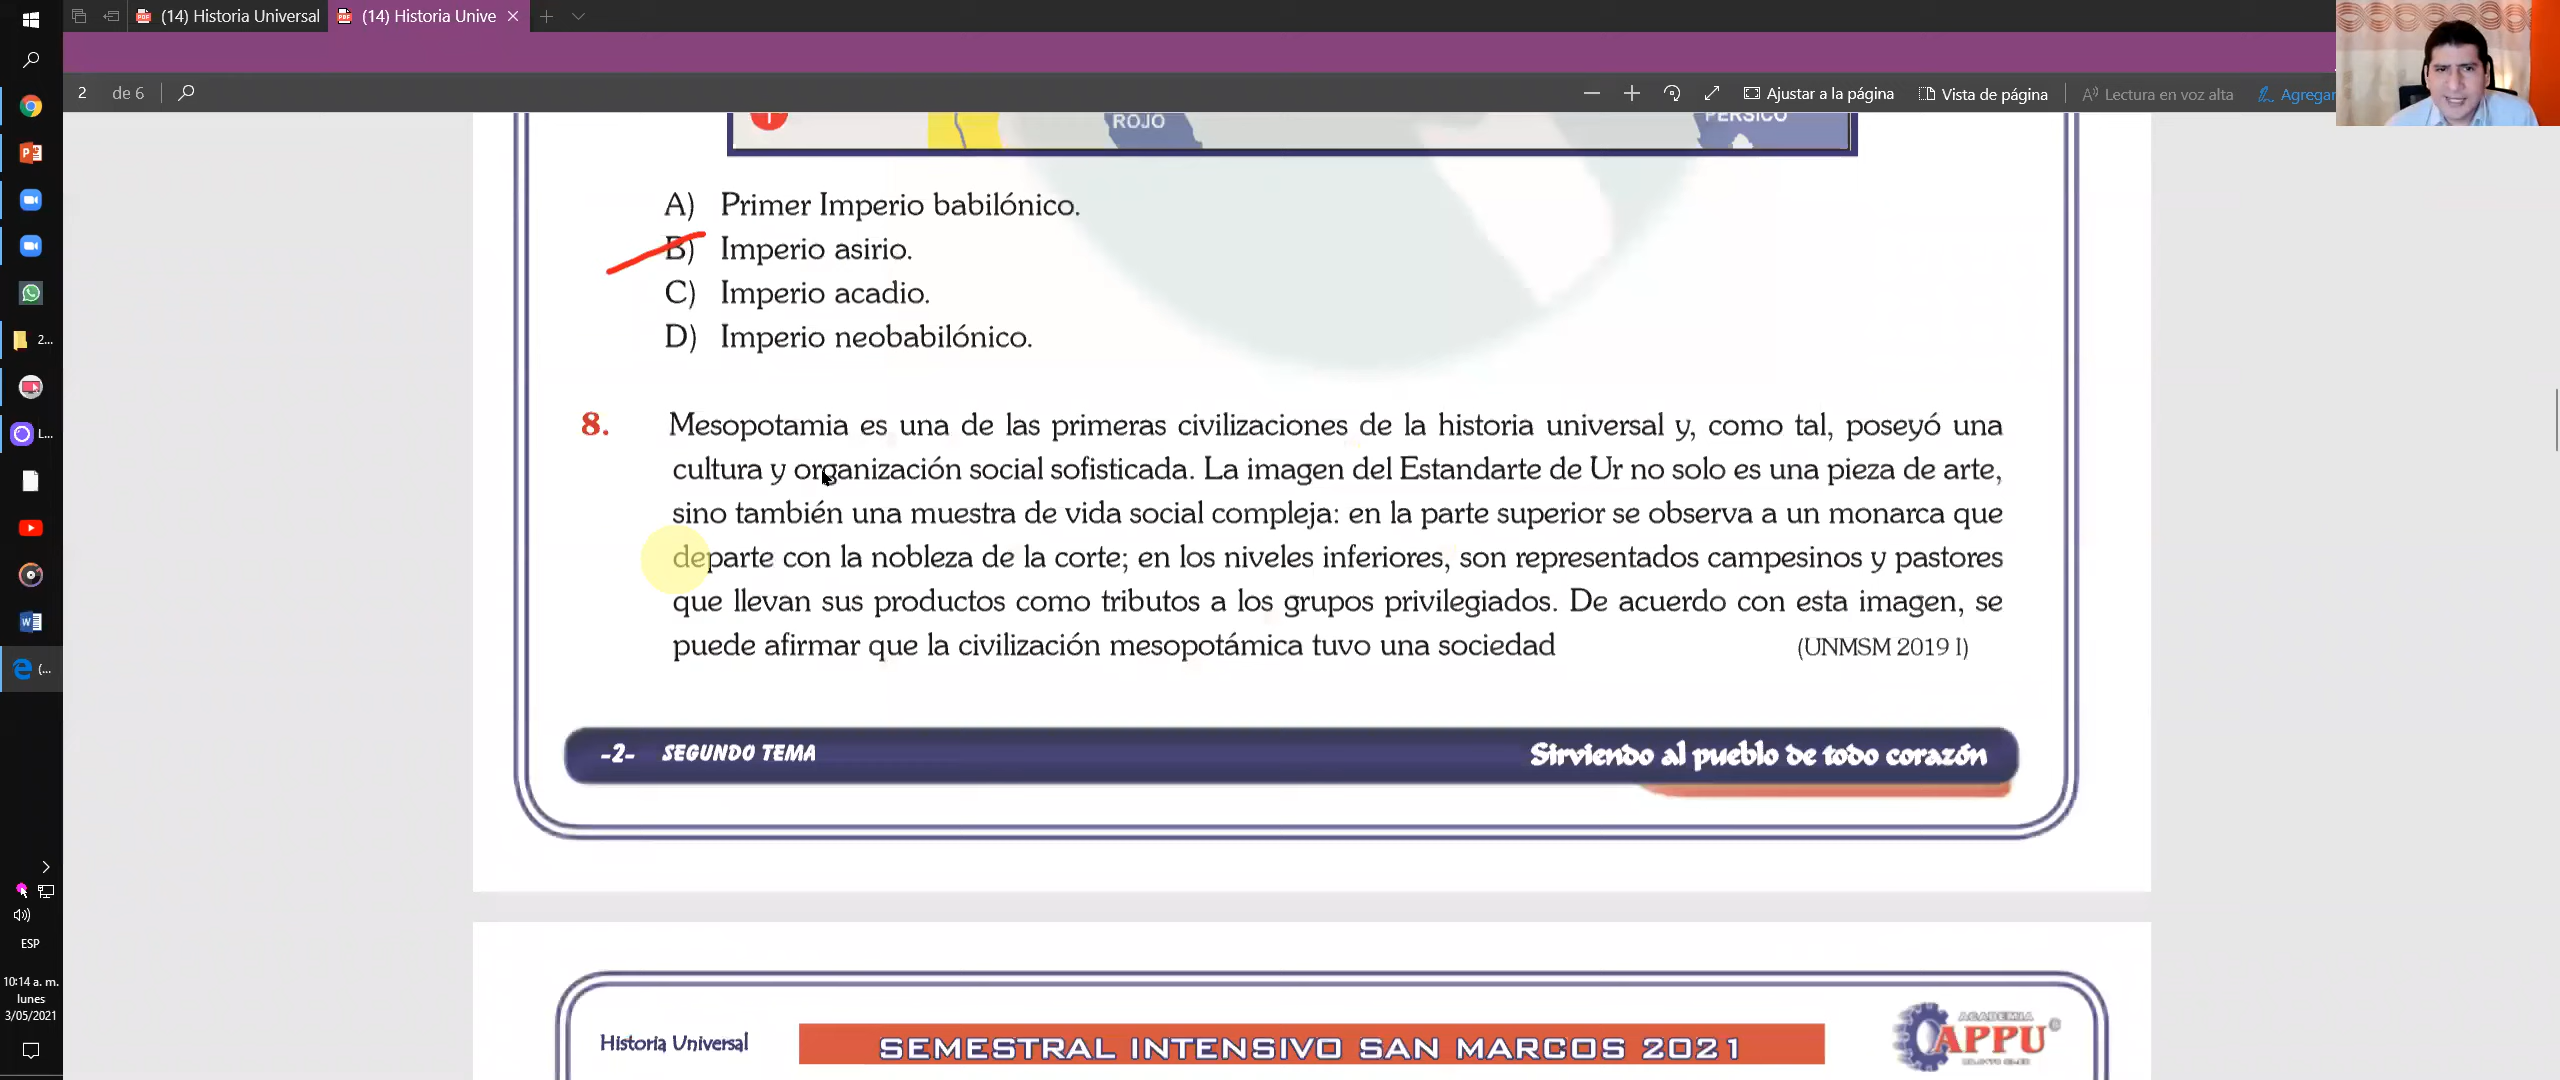 (14) Historia Universal
(14) Historia Unive
2 de 6
Ajustar a la página
Vista de página
Lectura en voz alta
Agregar
ROJO
PÉRSICO
A) Primer Imperio babilónico.
B) Imperio asirio.
C) Imperio acadio.
D) Imperio neobabilónico.
8. Mesopotamia es una de las primeras civilizaciones de la historia universal y, como tal, poseyó una
cultura y organización social sofisticada. La imagen del Estandarte de Ur no solo es una pieza de arte,
sino también una muestra de vida social compleja: en la parte superior se observa a un monarca que
departe con la nobleza de la corte; en los niveles inferiores, son representados campesinos y pastores
que llevan sus productos como tributos a los grupos privilegiados. De acuerdo con esta imagen, se
puede afirmar que la civilización mesopotámica tuvo una sociedad (UNMSM 2019 I)
-2- SEGUNDO TEMA
Sirviendo al pueblo de todo corazón
Historia Universal
SEMESTRAL INTENSIVO SAN MARCOS 2021
ACADEMIA
APPU
2...
L...
(...
ESP
10:14 a. m.
lunes
3/05/2021